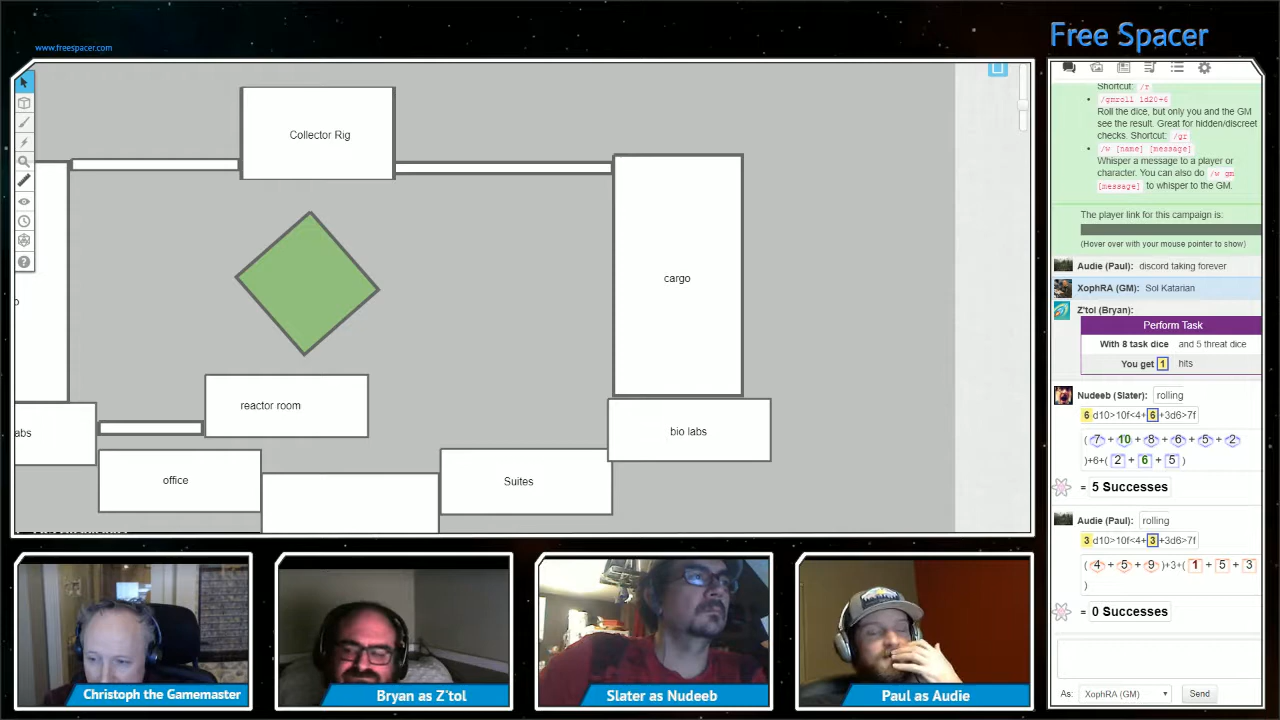 www.freespacer.com
Free Spacer
Collector Rig
cargo
reactor room
abs
bio labs
office
Suites
Shortcut: /r
/gmroll 1d20+6
Roll the dice, but only you and the GM
see the result. Great for hidden/discreet
checks. Shortcut: /gr
/w [name] [message]
Whisper a message to a player or
character. You can also do /w gm
[message] to whisper to the GM.
The player link for this campaign is:
(Hover over with your mouse pointer to show)
Audie (Paul): discord taking forever
XophRA (GM): Sol Katarian
Z'tol (Bryan):
Perform Task
With 8 task dice and 5 threat dice
You get 1 hits
Nudeeb (Slater): rolling
6d10>10f<4+6+3d6>7f
(7+10+8+6+5+2
)+6+(2+6+5)
= 5 Successes
Audie (Paul): rolling
3d10>10f<4+3+3d6>7f
(4+5+9)+3+(1+5+3
)
= 0 Successes
As: XophRA (GM) Send
Christoph the Gamemaster
Bryan as Z'tol
Slater as Nudeeb
Paul as Audie